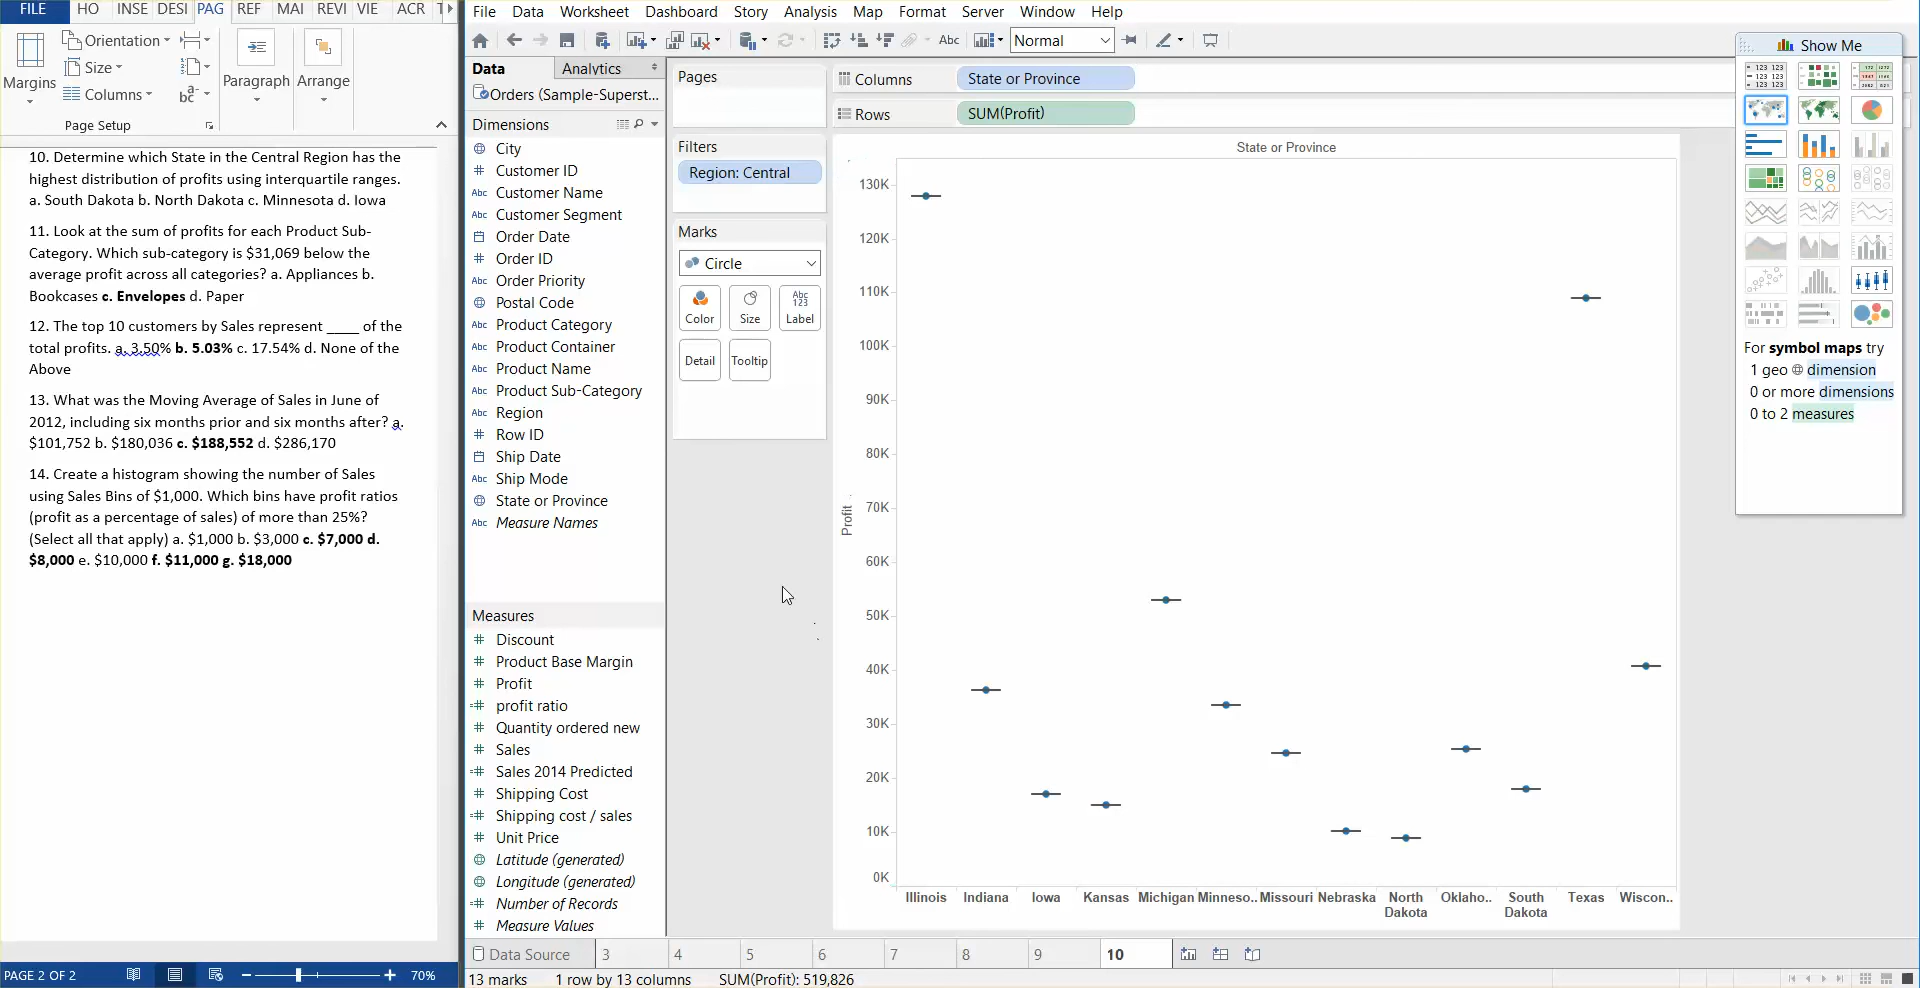 FILE HO INSE DESI PAG REF MAI REVI VIE ACR
Margins
Orientation
Size
Columns
Paragraph
Arrange
Page Setup
10. Determine which State in the Central Region has the
highest distribution of profits using interquartile ranges.
a. South Dakota b. North Dakota c. Minnesota d. Iowa
11. Look at the sum of profits for each Product Sub-
Category. Which sub-category is $31,069 below the
average profit across all categories? a. Appliances b.
Bookcases c. Envelopes d. Paper
12. The top 10 customers by Sales represent ____ of the
total profits. a. 3.50% b. 5.03% c. 17.54% d. None of the
Above
13. What was the Moving Average of Sales in June of
2012, including six months prior and six months after? a.
$101,752 b. $180,036 c. $188,552 d. $286,170
14. Create a histogram showing the number of Sales
using Sales Bins of $1,000. Which bins have profit ratios
(profit as a percentage of sales) of more than 25%?
(Select all that apply) a. $1,000 b. $3,000 c. $7,000 d.
$8,000 e. $10,000 f. $11,000 g. $18,000
PAGE 2 OF 2
70%
File Data Worksheet Dashboard Story Analysis Map Format Server Window Help
Abc
Normal
Data
Analytics
Orders (Sample-Superst...
Dimensions
City
# Customer ID
Abc Customer Name
Abc Customer Segment
Order Date
# Order ID
Abc Order Priority
Postal Code
Abc Product Category
Abc Product Container
Abc Product Name
Abc Product Sub-Category
Abc Region
# Row ID
Ship Date
Abc Ship Mode
State or Province
Abc Measure Names
Measures
# Discount
# Product Base Margin
# Profit
=# profit ratio
# Quantity ordered new
# Sales
=# Sales 2014 Predicted
# Shipping Cost
=# Shipping cost / sales
# Unit Price
Latitude (generated)
Longitude (generated)
=# Number of Records
# Measure Values
Pages
Filters
Region: Central
Marks
Circle
Color
Size
Abc
123
Label
Detail
Tooltip
Columns
State or Province
Rows
SUM(Profit)
State or Province
Profit
130K
120K
110K
100K
90K
80K
70K
60K
50K
40K
30K
20K
10K
0K
Illinois
Indiana
Iowa
Kansas
Michigan
Minneso..
Missouri
Nebraska
North
Dakota
Oklaho..
South
Dakota
Texas
Wiscon..
Show Me
For symbol maps try
1 geo dimension
0 or more dimensions
0 to 2 measures
Data Source 3 4 5 6 7 8 9 10
13 marks 1 row by 13 columns SUM(Profit): 519,826